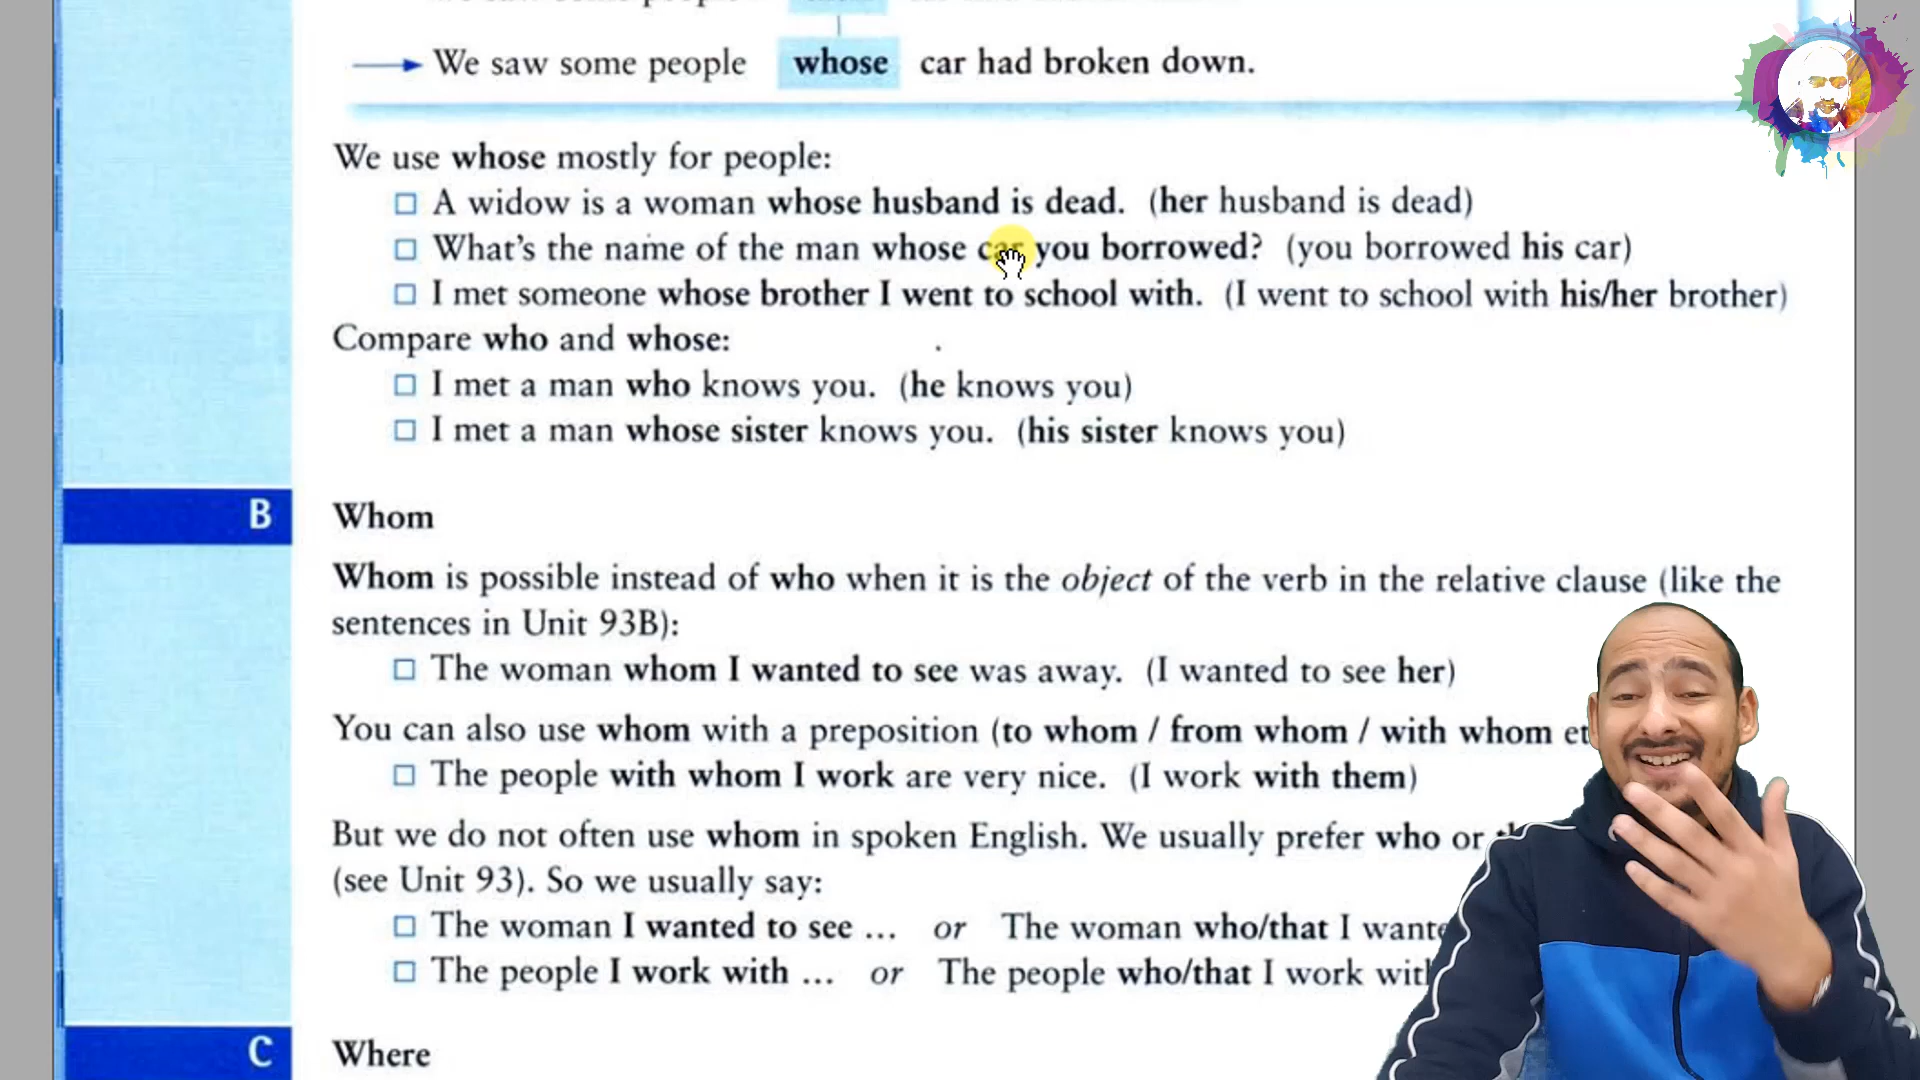 We saw some people whose car had broken down.
We use whose mostly for people:
A widow is a woman whose husband is dead. (her husband is dead)
What's the name of the man whose car you borrowed? (you borrowed his car)
I met someone whose brother I went to school with. (I went to school with his/her brother)
Compare who and whose:
I met a man who knows you. (he knows you)
I met a man whose sister knows you. (his sister knows you)
B Whom
Whom is possible instead of who when it is the object of the verb in the relative clause (like the
sentences in Unit 93B):
The woman whom I wanted to see was away. (I wanted to see her)
You can also use whom with a preposition (to whom / from whom / with whom et
The people with whom I work are very nice. (I work with them)
But we do not often use whom in spoken English. We usually prefer who or
(see Unit 93). So we usually say:
The woman I wanted to see ... or The woman who/that I wante
The people I work with ... or The people who/that I work wit
C Where